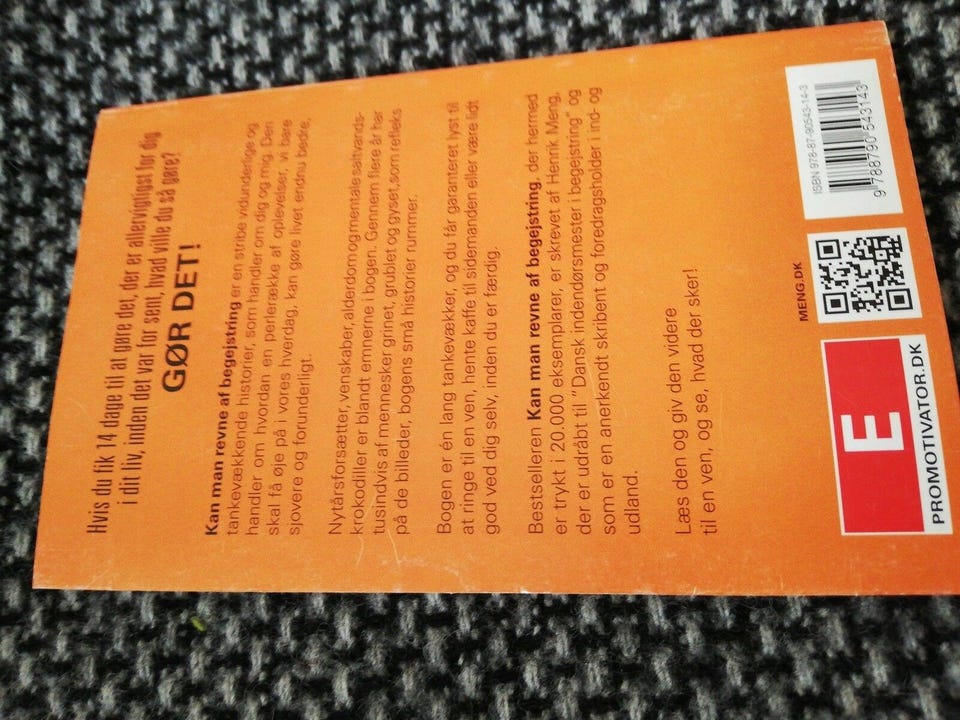 Hvis du fik 14 dage til at gøre det, der er allervigtigst for dig
i dit liv, inden det var for sent, hvad ville du så gøre?
GØR DET!
Kan man revne af begejstring er en stribe vidunderlige og
tankevækkende historier, som handler om dig og mig. Den
handler om hvordan en perlerække af oplevelser, vi bare
skal få øje på i vores hverdag, kan gøre livet endnu bedre,
sjovere og forunderligt.
Nytårsforsætter, venskaber, alderdom og mentale saltvands-
krokodiller er blandt emnerne i bogen. Gennem flere år har
tusindvis af mennesker grinet, grublet og gyset, som refleks
på de billeder, bogens små historier rummer.
Bogen er én lang tankevækker, og du får garanteret lyst til
at ringe til en ven, hente kaffe til sidemanden eller være lidt
god ved dig selv, inden du er færdig.
Bestselleren Kan man revne af begejstring, der hermed
er trykt i 20.000 eksemplarer, er skrevet af Henrik Meng,
der er udråbt til "Dansk indendørsmester i begejstring" og
som er en anerkendt skribent og foredragsholder i ind- og
udland.
Læs den og giv den videre
til en ven, og se, hvad der sker!
E
PROMOTIVATOR.DK
MENG.DK
ISBN 978-87-90543-14-3
9 788790 543143